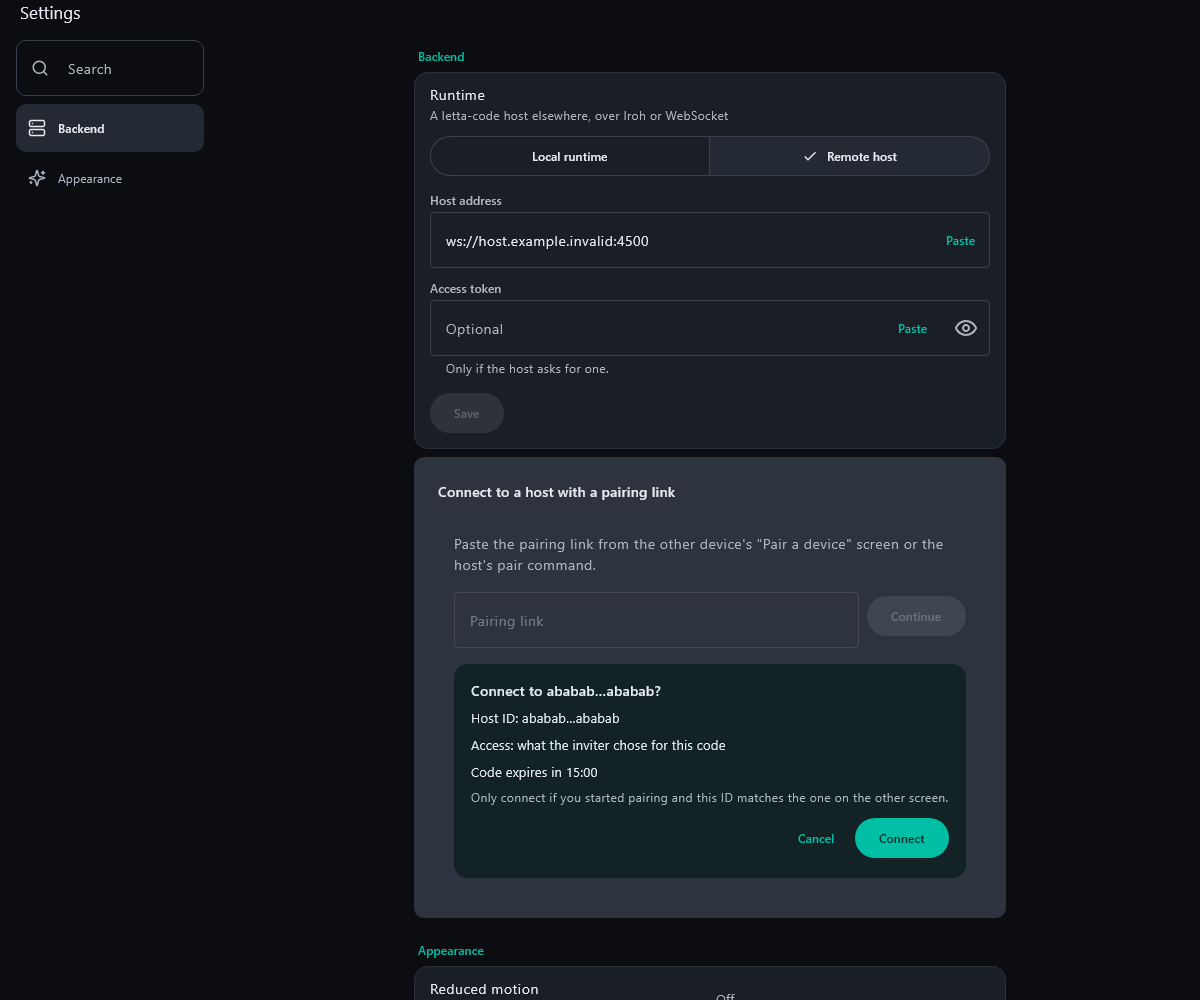 Settings
Search
Backend
Appearance
Backend
Runtime
A letta-code host elsewhere, over Iroh or WebSocket
Local runtime
Remote host
Host address
ws://host.example.invalid:4500
Paste
Access token
Optional
Paste
Only if the host asks for one.
Save
Connect to a host with a pairing link
Paste the pairing link from the other device's "Pair a device" screen or the
host's pair command.
Pairing link
Continue
Connect to ababab...ababab?
Host ID: ababab...ababab
Access: what the inviter chose for this code
Code expires in 15:00
Only connect if you started pairing and this ID matches the one on the other screen.
Cancel
Connect
Appearance
Reduced motion
Off